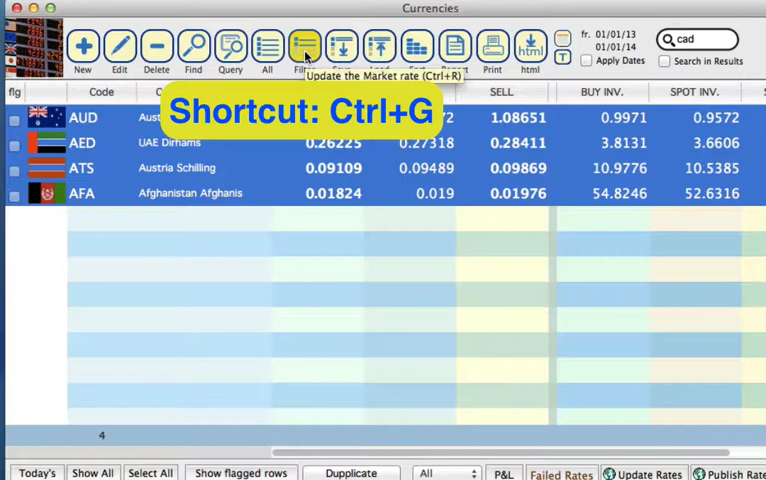 Currencies
New Edit Delete Find Query All Filter Print html
html
fr. 01/01/13
01/01/14
Apply Dates
cad
Search in Results
Update the Market rate (Ctrl+R)
Shortcut: Ctrl+G
flg Code SELL BUY INV. SPOT INV.
AUD 1.08651 0.9971 0.9572
AED UAE Dirhams 0.26225 0.27318 0.28411 3.8131 3.6606
ATS Austria Schilling 0.09109 0.09489 0.09869 10.9776 10.5385
AFA Afghanistan Afghanis 0.01824 0.019 0.01976 54.8246 52.6316
4
Today's Show All Select All Show flagged rows Dupplicate All P&L Failed Rates Update Rates Publish Rate